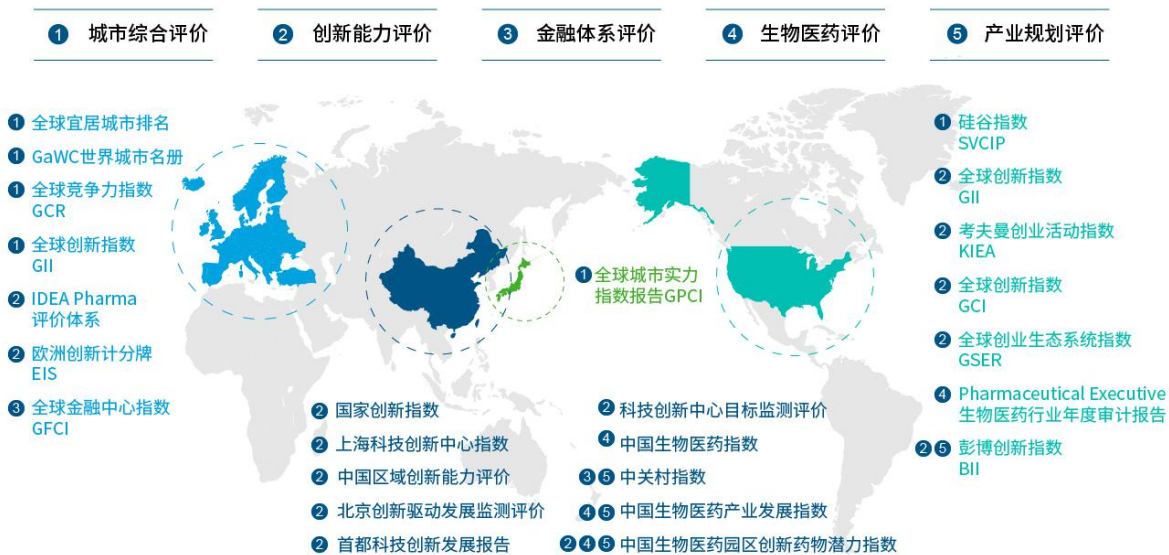 1 城市综合评价
2 创新能力评价
3 金融体系评价
4 生物医药评价
5 产业规划评价
1 全球宜居城市排名
1 GaWC世界城市名册
1 全球竞争力指数
GCR
1 全球创新指数
GII
2 IDEA Pharma
评价体系
2 欧洲创新计分牌
EIS
3 全球金融中心指数
GFCI
2 国家创新指数
2 上海科技创新中心指数
2 中国区域创新能力评价
2 北京创新驱动发展监测评价
2 首都科技创新发展报告
2 科技创新中心目标监测评价
4 中国生物医药指数
3 5 中关村指数
4 5 中国生物医药产业发展指数
2 4 5 中国生物医药园区创新药物潜力指数
1 全球城市实力
指数报告GPCI
1 硅谷指数
SVCIP
2 全球创新指数
GII
2 考夫曼创业活动指数
KIEA
2 全球创新指数
GCI
2 全球创业生态系统指数
GSER
4 Pharmaceutical Executive
生物医药行业年度审计报告
2 5 彭博创新指数
BII